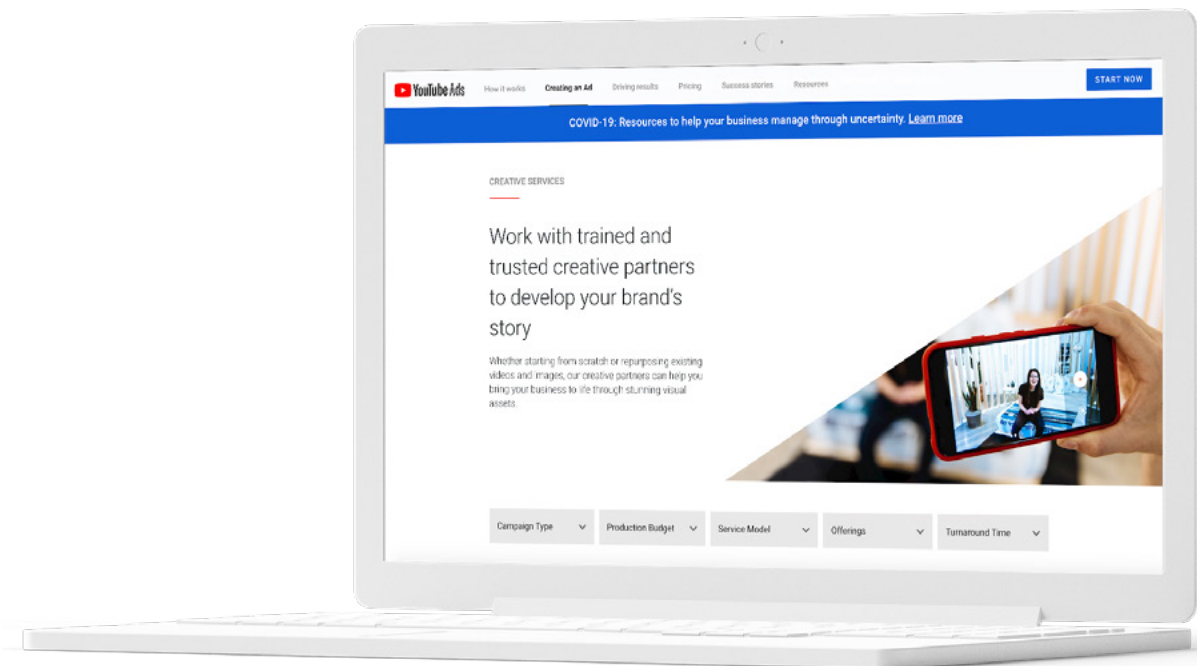 YouTube Ads
How it works
Creating an Ad
Driving results
Pricing
Success stories
Resources
START NOW
COVID-19: Resources to help your business manage through uncertainty. Learn more
CREATIVE SERVICES
Work with trained and
trusted creative partners
to develop your brand's
story
Whether starting from scratch or repurposing existing
videos and images, our creative partners can help you
bring your business to life through stunning visual
assets.
Campaign Type
Production Budget
Service Model
Offerings
Turnaround Time